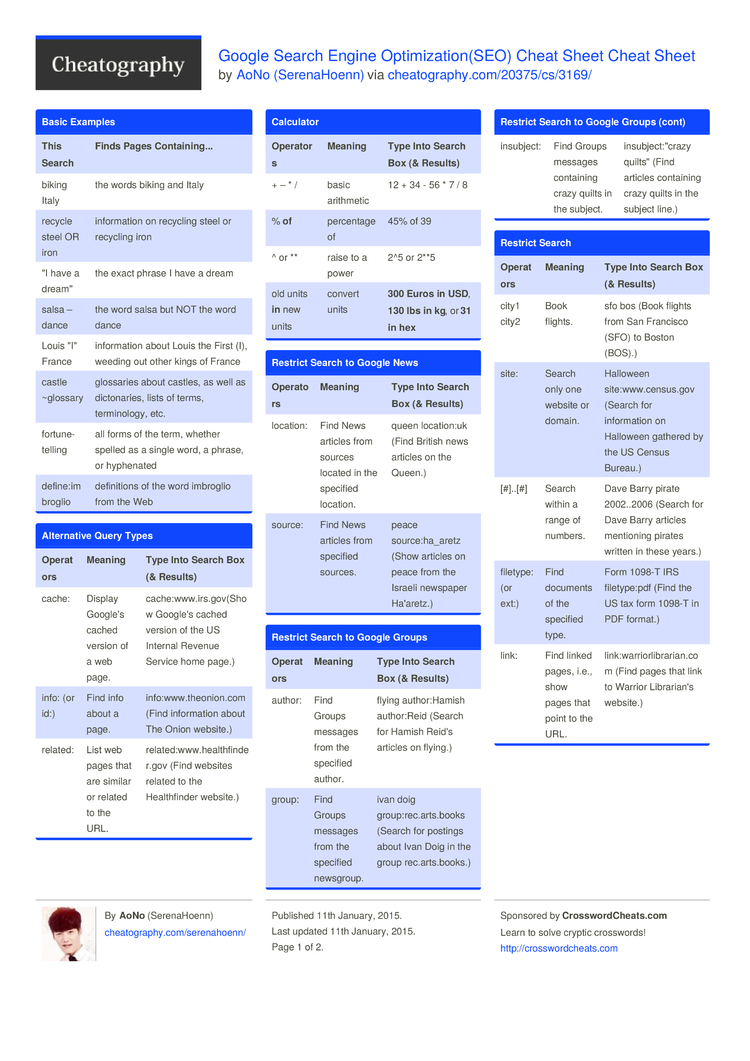 Cheatography
Google Search Engine Optimization(SEO) Cheat Sheet Cheat Sheet
by AoNo (SerenaHoenn) via cheatography.com/20375/cs/3169/
Basic Examples
This Finds Pages Containing...
Search
biking the words biking and Italy
Italy
recycle information on recycling steel or
steel OR recycling iron
iron
"I have a the exact phrase I have a dream
dream"
salsa – the word salsa but NOT the word
dance dance
Louis "I" information about Louis the First (I),
France weeding out other kings of France
castle glossaries about castles, as well as
~glossary dictonaries, lists of terms,
terminology, etc.
fortune- all forms of the term, whether
telling spelled as a single word, a phrase,
or hyphenated
define:im definitions of the word imbroglio
broglio from the Web
Alternative Query Types
Operat Meaning Type Into Search Box
ors (& Results)
cache: Display cache:www.irs.gov(Sho
Google's w Google's cached
cached version of the US
version of Internal Revenue
a web Service home page.)
page.
info: (or Find info info:www.theonion.com
id:) about a (Find information about
page. The Onion website.)
related: List web related:www.healthfinde
pages that r.gov (Find websites
are similar related to the
or related Healthfinder website.)
to the
URL.
Calculator
Operator Meaning Type Into Search
s Box (& Results)
+ – * / basic 12 + 34 - 56 * 7 / 8
arithmetic
% of percentage 45% of 39
of
^ or ** raise to a 2^5 or 2**5
power
old units convert 300 Euros in USD,
in new units 130 lbs in kg, or 31
units in hex
Restrict Search to Google News
Operato Meaning Type Into Search
rs Box (& Results)
location: Find News queen location:uk
articles from (Find British news
sources articles on the
located in the Queen.)
specified
location.
source: Find News peace
articles from source:ha_aretz
specified (Show articles on
sources. peace from the
Israeli newspaper
Ha'aretz.)
Restrict Search to Google Groups
Operat Meaning Type Into Search
ors Box (& Results)
author: Find flying author:Hamish
Groups author:Reid (Search
messages for Hamish Reid's
from the articles on flying.)
specified
author.
group: Find ivan doig
Groups group:rec.arts.books
messages (Search for postings
from the about Ivan Doig in the
specified group rec.arts.books.)
newsgroup.
Restrict Search to Google Groups (cont)
insubject: Find Groups insubject:"crazy
messages quilts" (Find
containing articles containing
crazy quilts in crazy quilts in the
the subject. subject line.)
Restrict Search
Operat Meaning Type Into Search Box
ors (& Results)
city1 Book sfo bos (Book flights
city2 flights. from San Francisco
(SFO) to Boston
(BOS).)
site: Search Halloween
only one site:www.census.gov
website or (Search for
domain. information on
Halloween gathered by
the US Census
Bureau.)
[#]..[#] Search Dave Barry pirate
within a 2002..2006 (Search for
range of Dave Barry articles
numbers. mentioning pirates
written in these years.)
filetype: Find Form 1098-T IRS
(or documents filetype:pdf (Find the
ext:) of the US tax form 1098-T in
specified PDF format.)
type.
link: Find linked link:warriorlibrarian.co
pages, i.e., m (Find pages that link
show to Warrior Librarian's
pages that website.)
point to the
URL.
By AoNo (SerenaHoenn)
cheatography.com/serenahoenn/
Published 11th January, 2015.
Last updated 11th January, 2015.
Page 1 of 2.
Sponsored by CrosswordCheats.com
Learn to solve cryptic crosswords!
http://crosswordcheats.com